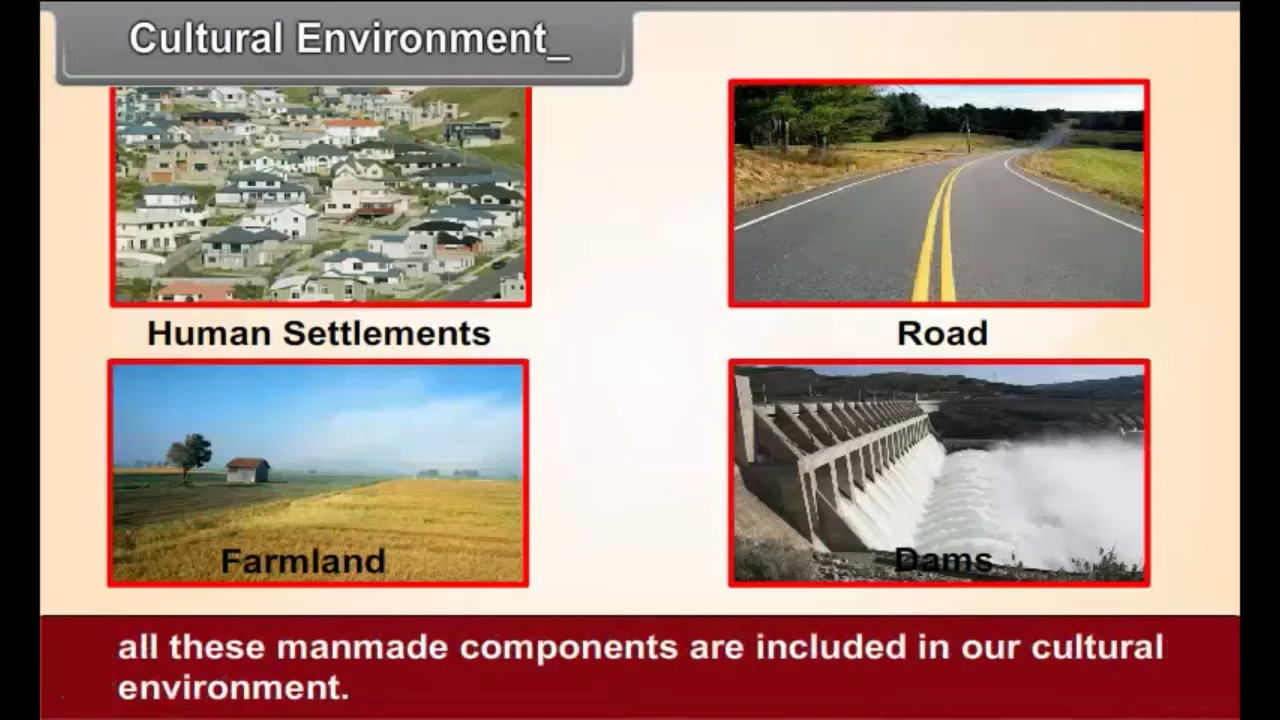 Cultural Environment_
Human Settlements
Road
Farmland
Dams
all these manmade components are included in our cultural
environment.